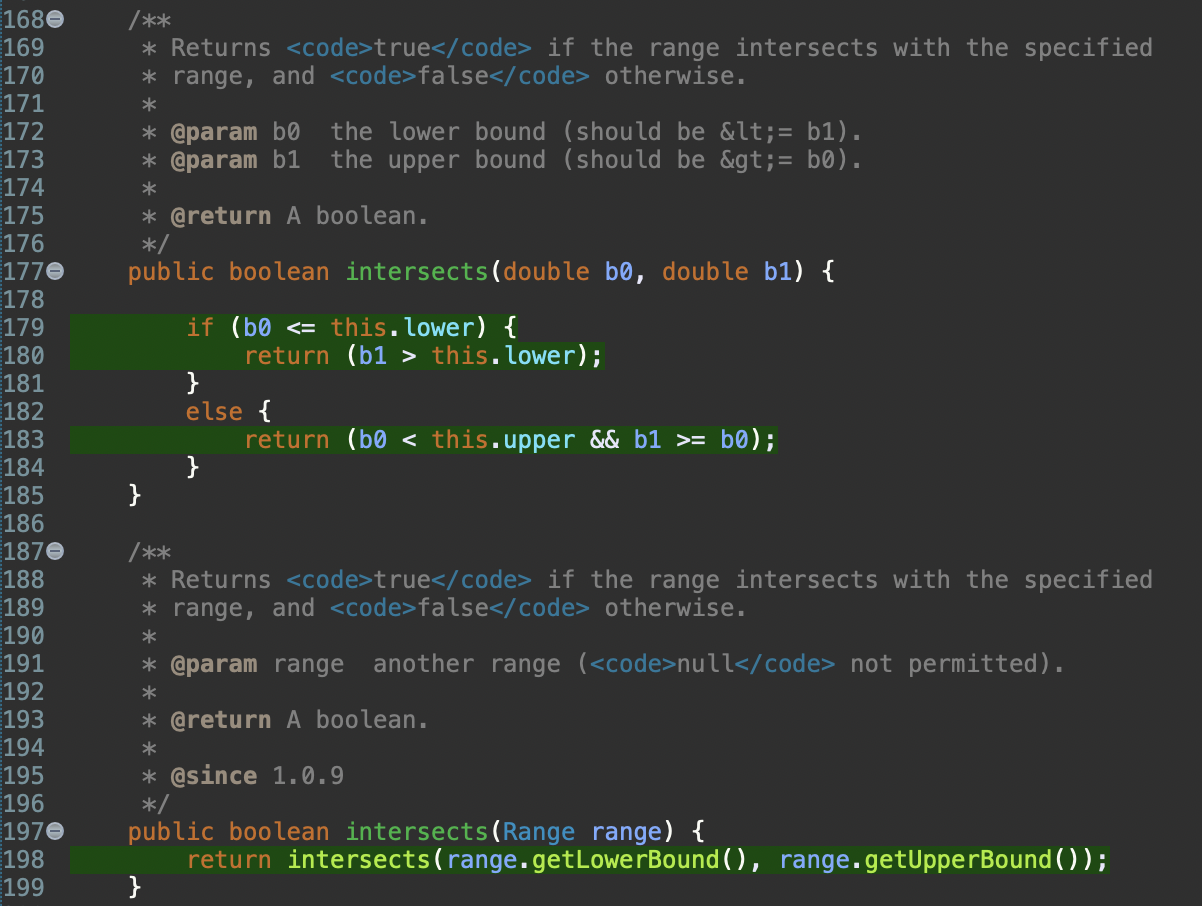 168 /**
169 * Returns <code>true</code> if the range intersects with the specified
170 * range, and <code>false</code> otherwise.
171 *
172 * @param b0  the lower bound (should be &lt;= b1).
173 * @param b1  the upper bound (should be &gt;= b0).
174 *
175 * @return A boolean.
176 */
177 public boolean intersects(double b0, double b1) {
178
179 if (b0 <= this.lower) {
180 return (b1 > this.lower);
181 }
182 else {
183 return (b0 < this.upper && b1 >= b0);
184 }
185 }
186
187 /**
188 * Returns <code>true</code> if the range intersects with the specified
189 * range, and <code>false</code> otherwise.
190 *
191 * @param range  another range (<code>null</code> not permitted).
192 *
193 * @return A boolean.
194 *
195 * @since 1.0.9
196 */
197 public boolean intersects(Range range) {
198 return intersects(range.getLowerBound(), range.getUpperBound());
199 }